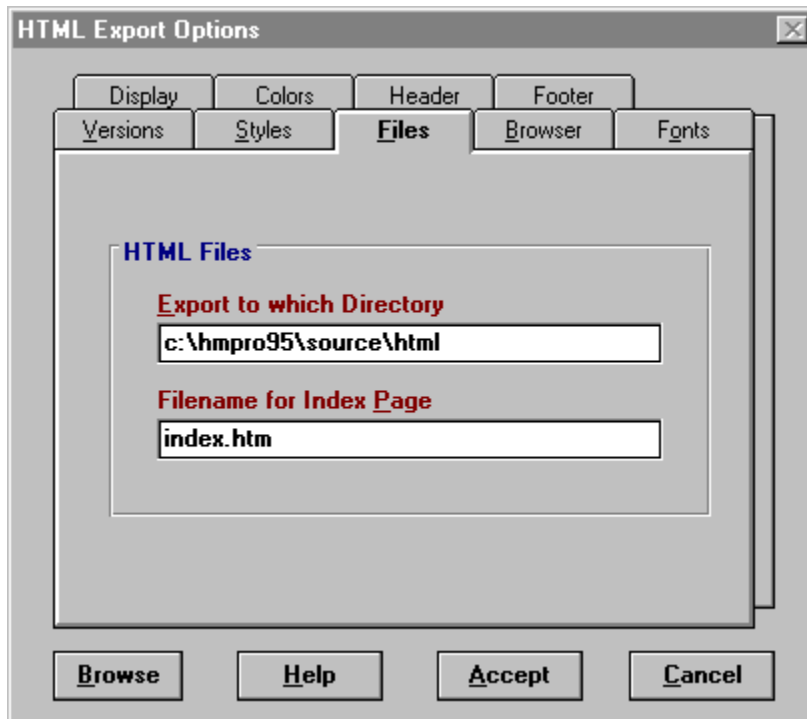 HTML Export Options
Display Colors Header Footer
Versions Styles Files Browser Fonts
HTML Files
Export to which Directory
c:\hmpro95\source\html
Filename for Index Page
index.htm
Browse Help Accept Cancel